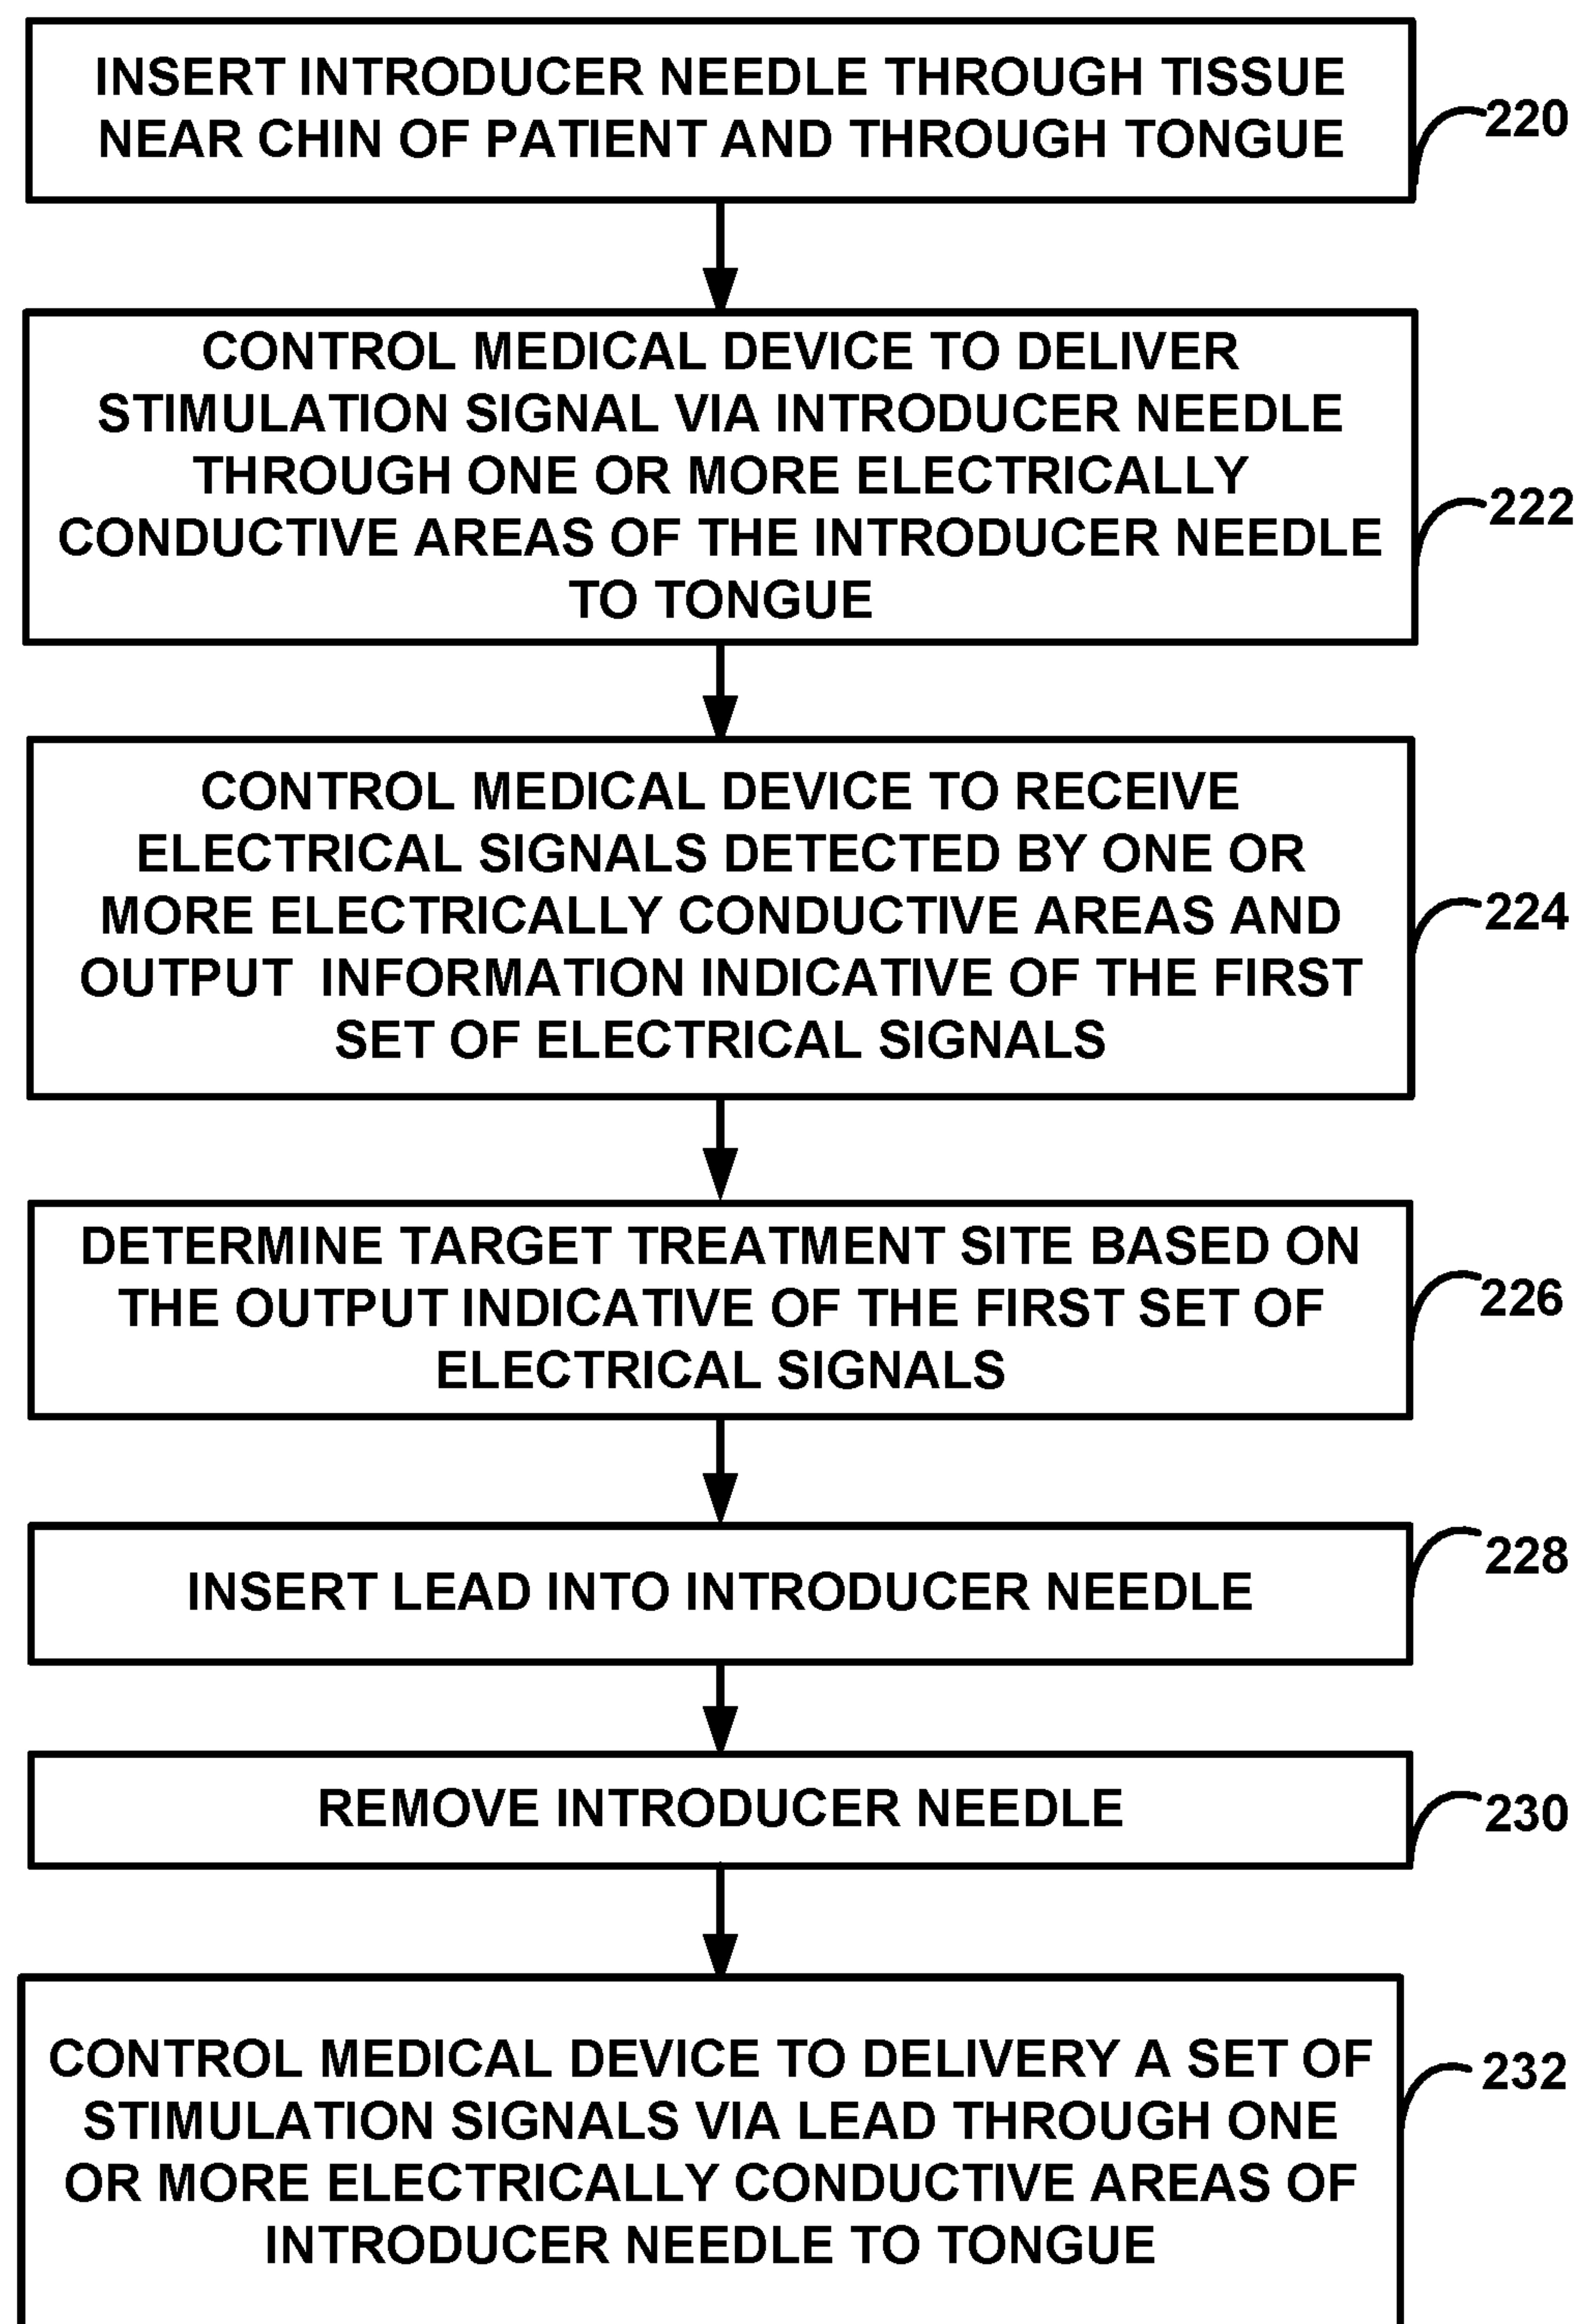 INSERT INTRODUCER NEEDLE THROUGH TISSUE
NEAR CHIN OF PATIENT AND THROUGH TONGUE
220
CONTROL MEDICAL DEVICE TO DELIVER
STIMULATION SIGNAL VIA INTRODUCER NEEDLE
THROUGH ONE OR MORE ELECTRICALLY
CONDUCTIVE AREAS OF THE INTRODUCER NEEDLE
TO TONGUE
222
CONTROL MEDICAL DEVICE TO RECEIVE
ELECTRICAL SIGNALS DETECTED BY ONE OR
MORE ELECTRICALLY CONDUCTIVE AREAS AND
OUTPUT INFORMATION INDICATIVE OF THE FIRST
SET OF ELECTRICAL SIGNALS
224
DETERMINE TARGET TREATMENT SITE BASED ON
THE OUTPUT INDICATIVE OF THE FIRST SET OF
ELECTRICAL SIGNALS
226
INSERT LEAD INTO INTRODUCER NEEDLE
228
REMOVE INTRODUCER NEEDLE
230
CONTROL MEDICAL DEVICE TO DELIVERY A SET OF
STIMULATION SIGNALS VIA LEAD THROUGH ONE
OR MORE ELECTRICALLY CONDUCTIVE AREAS OF
INTRODUCER NEEDLE TO TONGUE
232